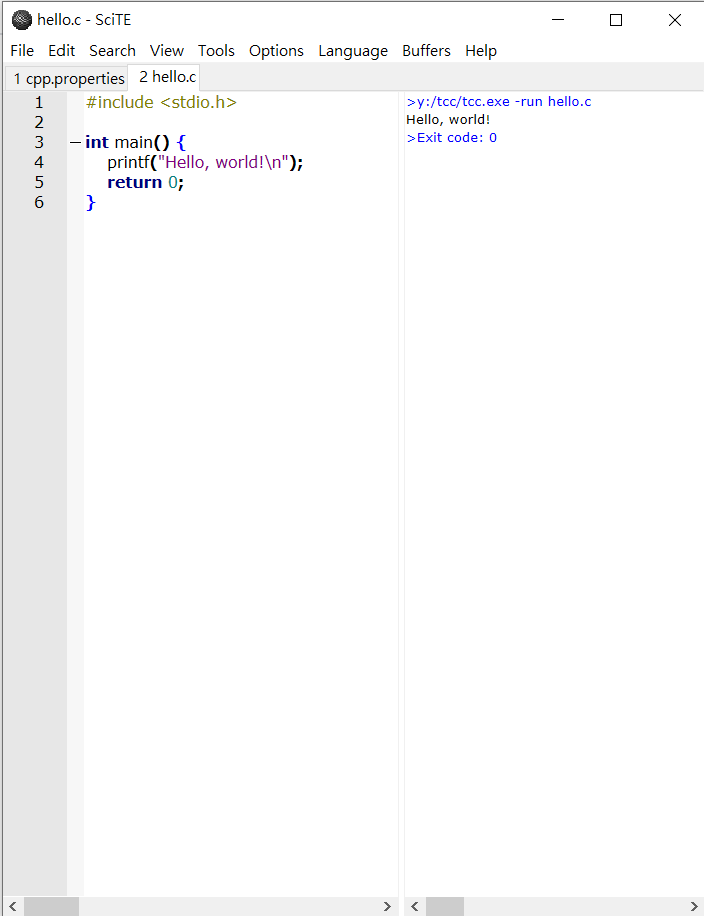 hello.c - SciTE
File Edit Search View Tools Options Language Buffers Help
1 cpp.properties 2 hello.c
1 #include <stdio.h>
2
3 int main() {
4 printf("Hello, world!\n");
5 return 0;
6 }
>y:/tcc/tcc.exe -run hello.c
Hello, world!
>Exit code: 0